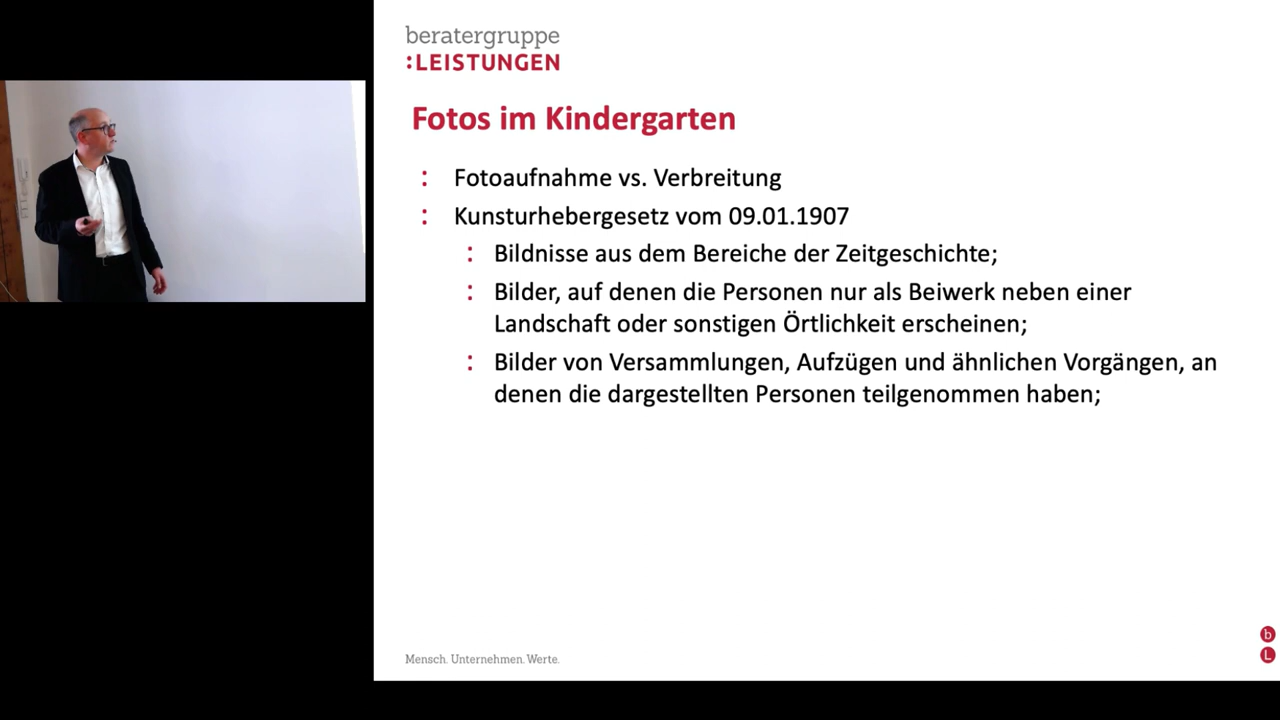 beratergruppe
:LEISTUNGEN
Fotos im Kindergarten
: Fotoaufnahme vs. Verbreitung
: Kunsturhebergesetz vom 09.01.1907
: Bildnisse aus dem Bereiche der Zeitgeschichte;
: Bilder, auf denen die Personen nur als Beiwerk neben einer
Landschaft oder sonstigen Örtlichkeit erscheinen;
: Bilder von Versammlungen, Aufzügen und ähnlichen Vorgängen, an
denen die dargestellten Personen teilgenommen haben;
b
L
Mensch. Unternehmen. Werte.